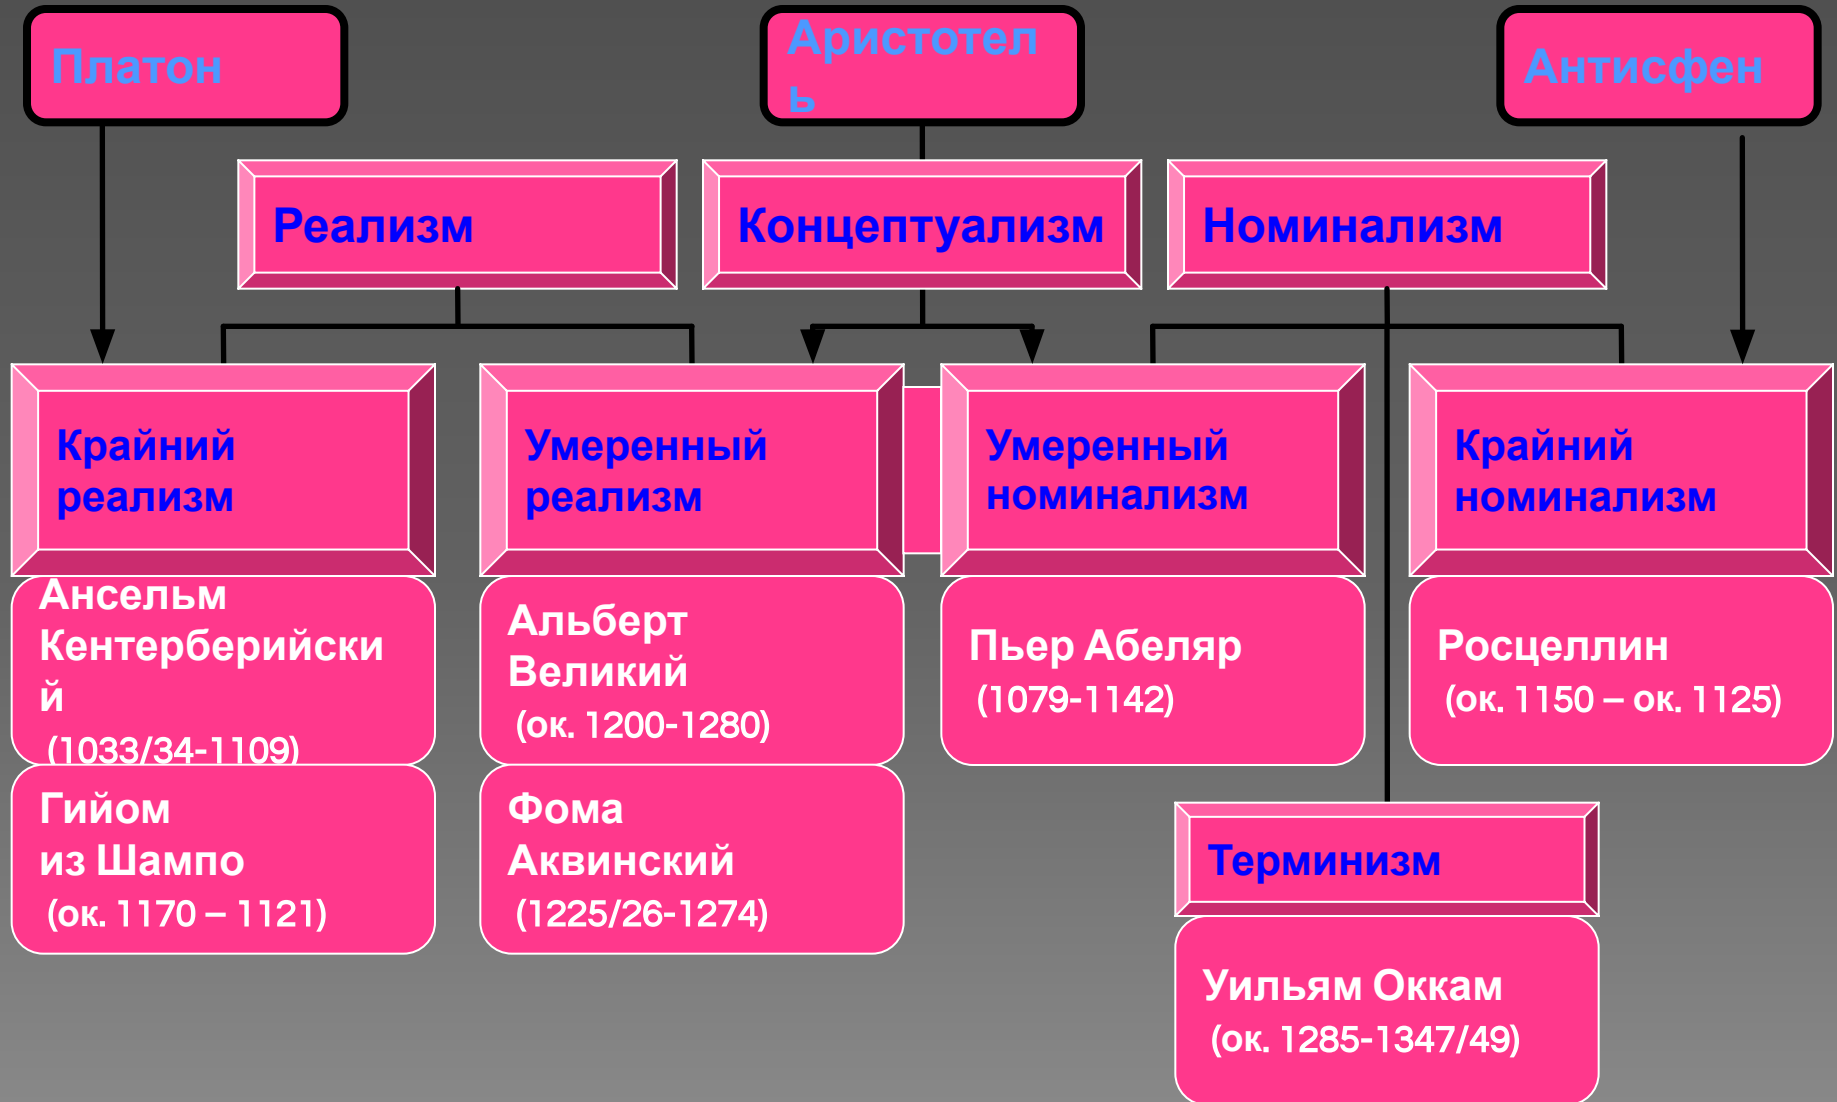 Платон
Аристотел
ь
Антисфен
Реализм
Концептуализм
Номинализм
Крайний
реализм
Умеренный
реализм
Умеренный
номинализм
Крайний
номинализм
Ансельм
Кентерберийски
й
(1033/34-1109)
Альберт
Великий
(ок. 1200-1280)
Пьер Абеляр
(1079-1142)
Росцеллин
(ок. 1150 – ок. 1125)
Гийом
из Шампо
(ок. 1170 – 1121)
Фома
Аквинский
(1225/26-1274)
Терминизм
Уильям Оккам
(ок. 1285-1347/49)